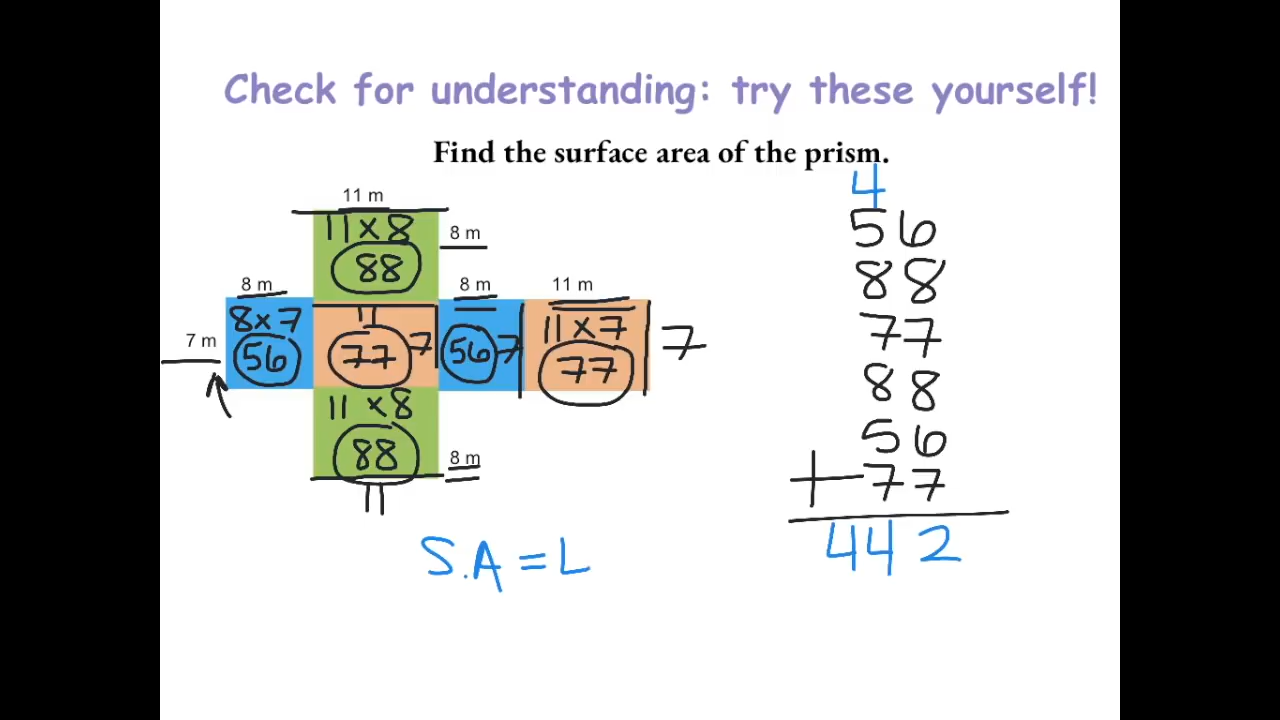 Check for understanding: try these yourself!
Find the surface area of the prism.
11 m
11 x 8
88
8 m
8 m
8 m
11 m
7 m
8x7
56
11
77
7
56
7
11 x 7
77
7
11 x 8
88
8 m
11
4
56
88
77
88
56
+ 77
442
S.A = L